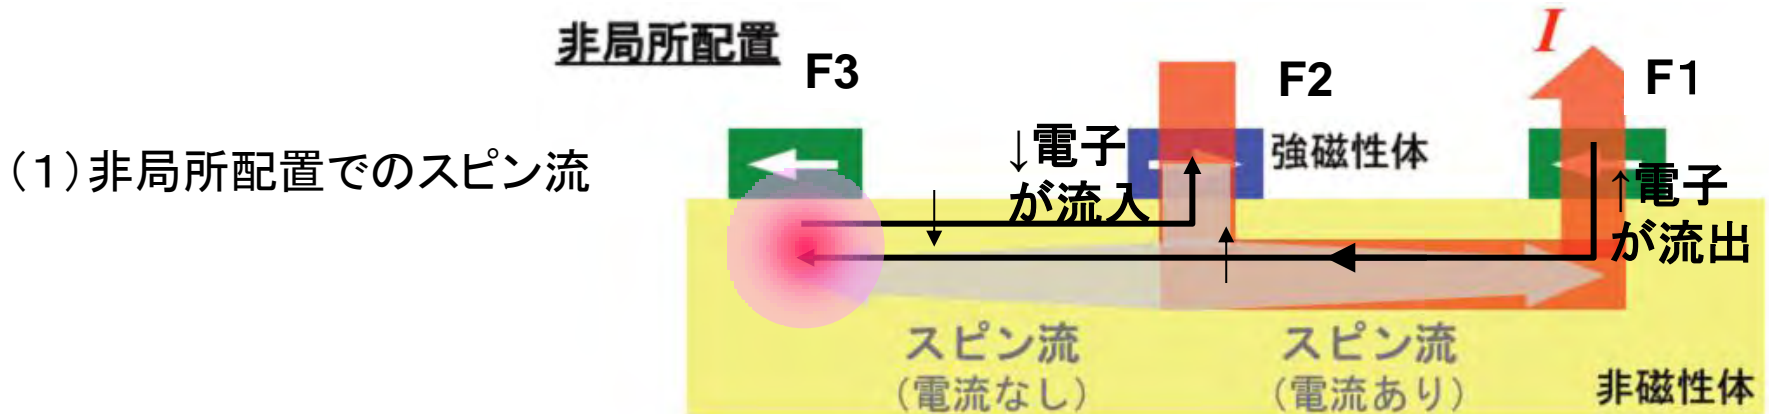 非局所配置
F3
F2
I
F1
(1)非局所配置でのスピン流
↓電子
が流入
強磁性体
↑電子
が流出
スピン流
(電流なし)
スピン流
(電流あり)
非磁性体